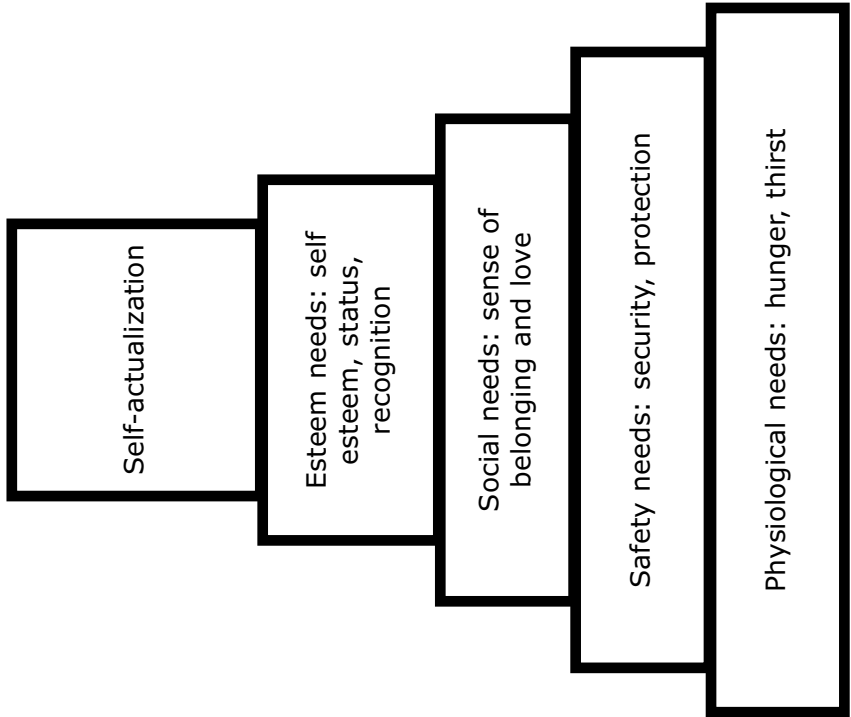 Self-actualization
Esteem needs: self
esteem, status,
recognition
Social needs: sense of
belonging and love
Safety needs: security, protection
Physiological needs: hunger, thirst